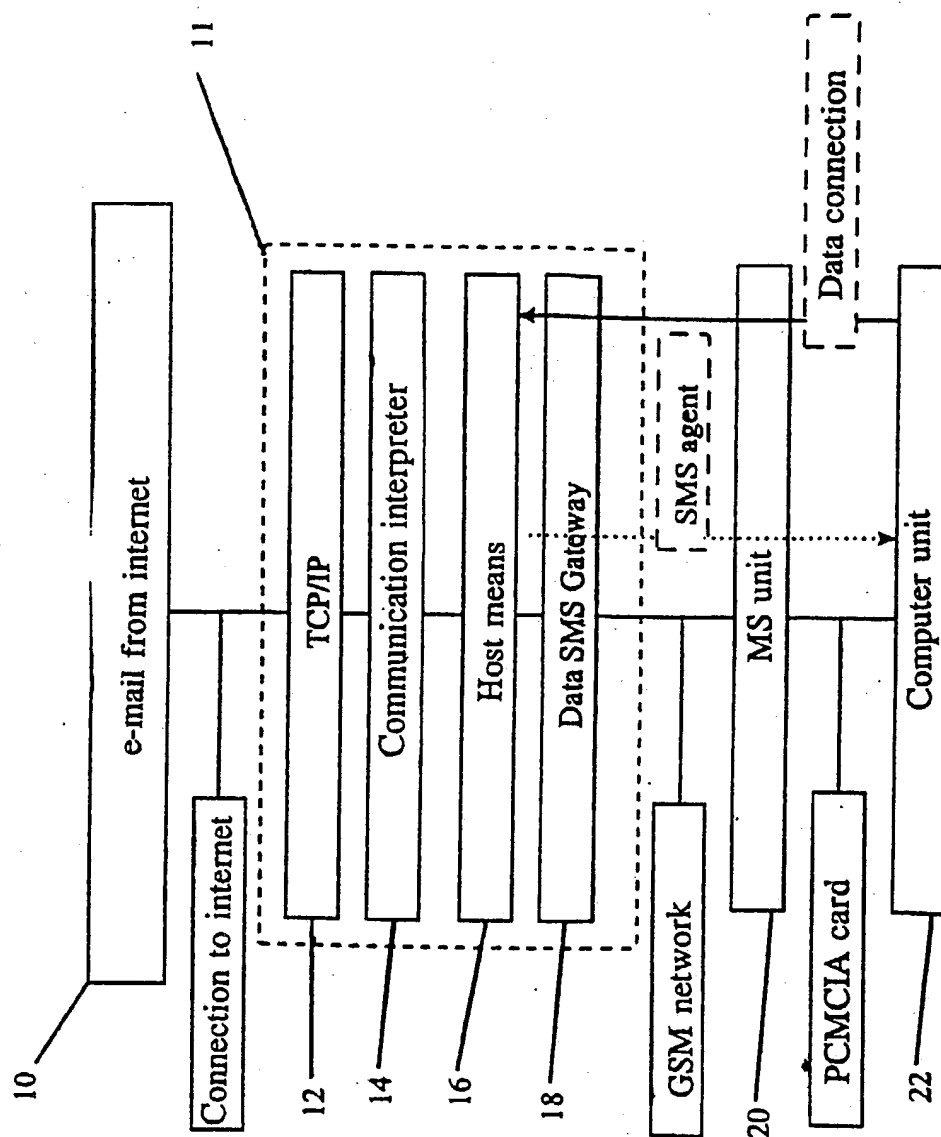 10
e-mail from internet
Connection to internet
11
12
TCP/IP
14
Communication interpreter
16
Host means
18
Data SMS Gateway
GSM network
SMS agent
20
MS unit
PCMCIA card
Data connection
22
Computer unit